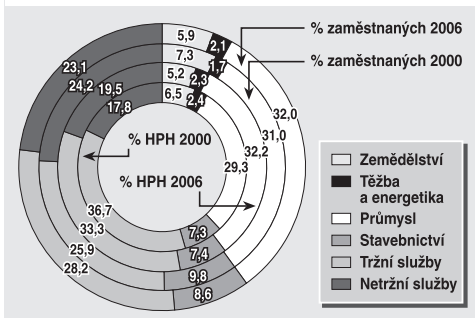 % zaměstnaných 2006
% zaměstnaných 2000
5,9
2,1
7,3
1,7
5,2
2,3
6,5
2,4
23,1
24,2
19,5
17,8
32,0
31,0
32,2
29,3
% HPH 2000
% HPH 2006
36,7
33,3
25,9
28,2
7,3
7,4
9,8
8,6
Zemědělství
Těžba
a energetika
Průmysl
Stavebnictví
Tržní služby
Netržní služby